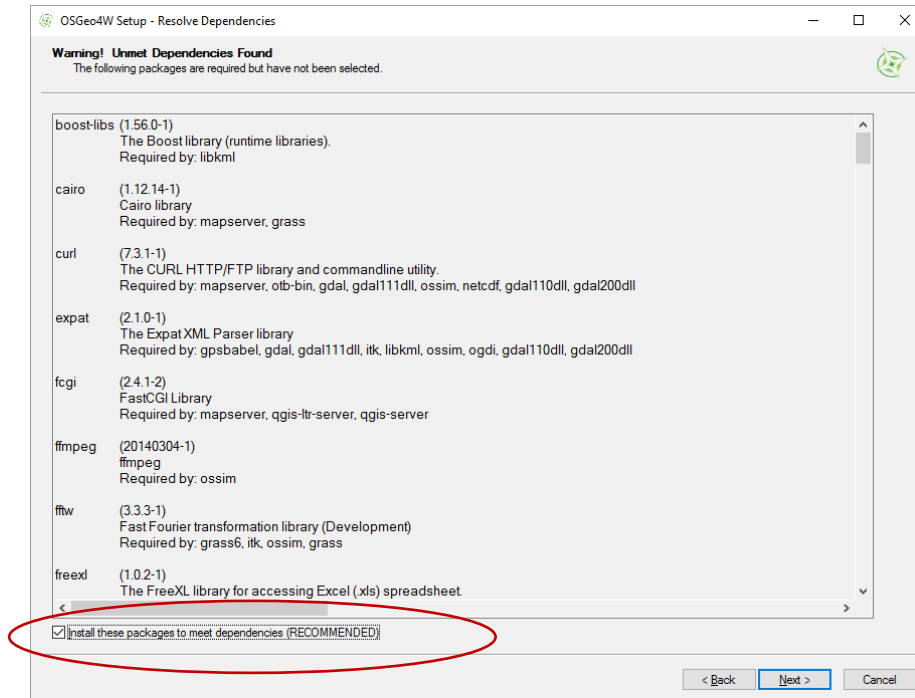 OSGeo4W Setup - Resolve Dependencies
Warning! Unmet Dependencies Found
The following packages are required but have not been selected.
boost-libs (1.56.0-1)
The Boost library (runtime libraries).
Required by: libkml
cairo (1.12.14-1)
Cairo library
Required by: mapserver, grass
curl (7.3.1-1)
The CURL HTTP/FTP library and commandline utility.
Required by: mapserver, otb-bin, gdal, gdal111dll, ossim, netcdf, gdal110dll, gdal200dll
expat (2.1.0-1)
The Expat XML Parser library
Required by: gpsbabel, gdal, gdal111dll, itk, libkml, ossim, ogdi, gdal110dll, gdal200dll
fcgi (2.4.1-2)
FastCGI Library
Required by: mapserver, qgis-ltr-server, qgis-server
ffmpeg (20140304-1)
ffmpeg
Required by: ossim
fftw (3.3.3-1)
Fast Fourier transformation library (Development)
Required by: grass6, itk, ossim, grass
freexl (1.0.2-1)
The FreeXL library for accessing Excel (.xls) spreadsheet.
Install these packages to meet dependencies (RECOMMENDED)
< Back Next > Cancel